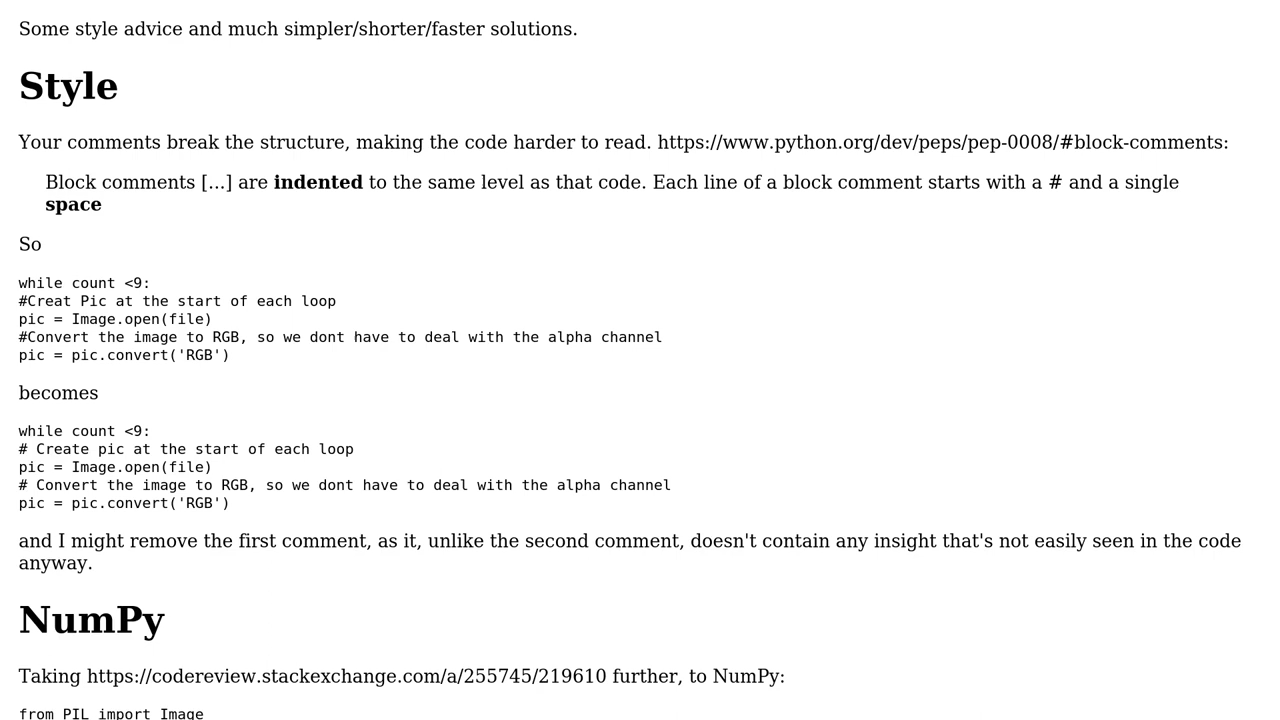 Some style advice and much simpler/shorter/faster solutions.
Style
Your comments break the structure, making the code harder to read. https://www.python.org/dev/peps/pep-0008/#block-comments:
Block comments [...] are indented to the same level as that code. Each line of a block comment starts with a # and a single
space
So
while count <9:
#Creat Pic at the start of each loop
pic = Image.open(file)
#Convert the image to RGB, so we dont have to deal with the alpha channel
pic = pic.convert('RGB')
becomes
while count <9:
# Create pic at the start of each loop
pic = Image.open(file)
# Convert the image to RGB, so we dont have to deal with the alpha channel
pic = pic.convert('RGB')
and I might remove the first comment, as it, unlike the second comment, doesn't contain any insight that's not easily seen in the code
anyway.
NumPy
Taking https://codereview.stackexchange.com/a/255745/219610 further, to NumPy:
from PIL import Image